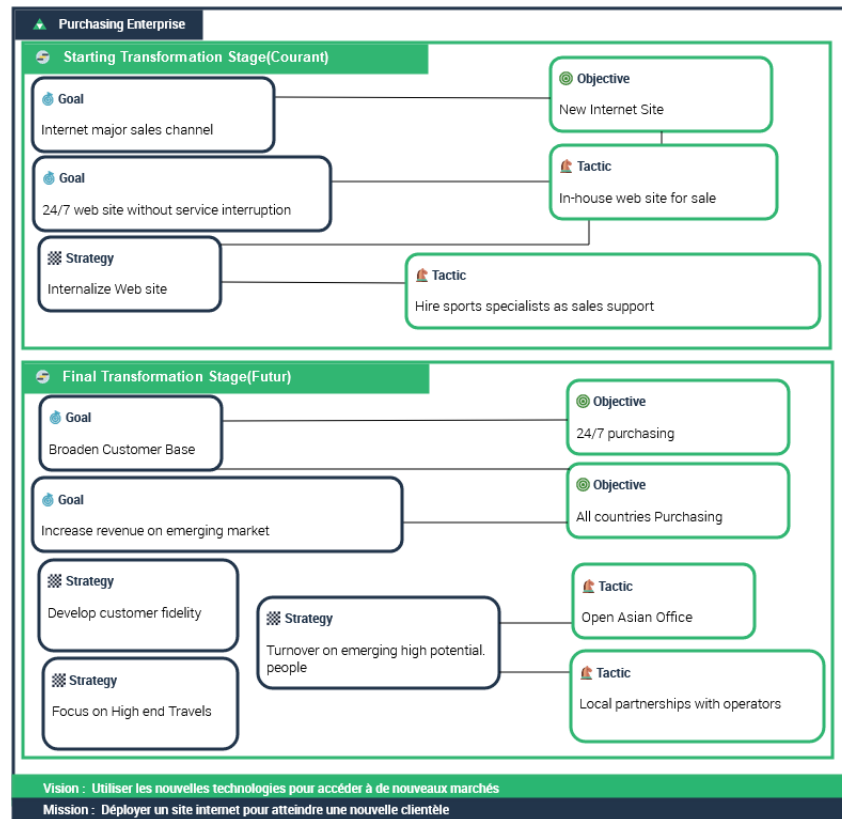 Purchasing Enterprise
Starting Transformation Stage(Courant)
Goal
Internet major sales channel
Objective
New Internet Site
Goal
24/7 web site without service interruption
Tactic
In-house web site for sale
Strategy
Internalize Web site
Tactic
Hire sports specialists as sales support
Final Transformation Stage(Futur)
Goal
Broaden Customer Base
Objective
24/7 purchasing
Goal
Increase revenue on emerging market
Objective
All countries Purchasing
Strategy
Develop customer fidelity
Strategy
Turnover on emerging high potential.
people
Tactic
Open Asian Office
Strategy
Focus on High end Travels
Tactic
Local partnerships with operators
Vision : Utiliser les nouvelles technologies pour accéder à de nouveaux marchés
Mission : Déployer un site internet pour atteindre une nouvelle clientèle